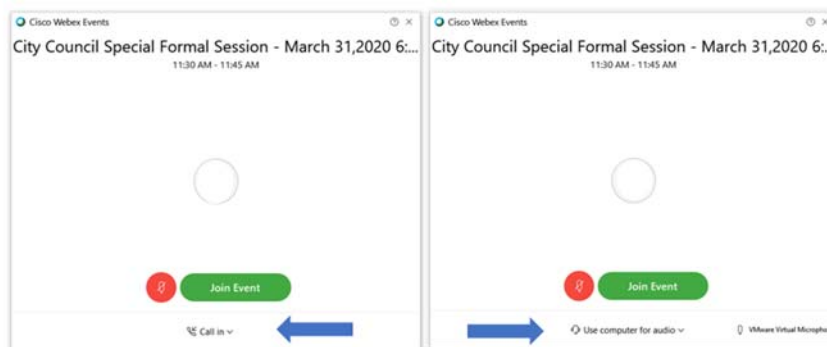 Cisco Webex Events
City Council Special Formal Session - March 31,2020 6:...
11:30 AM - 11:45 AM
Join Event
Call in
Cisco Webex Events
City Council Special Formal Session - March 31,2020 6:..
11:30 AM - 11:45 AM
Join Event
Use computer for audio
VMware Virtual Micropho